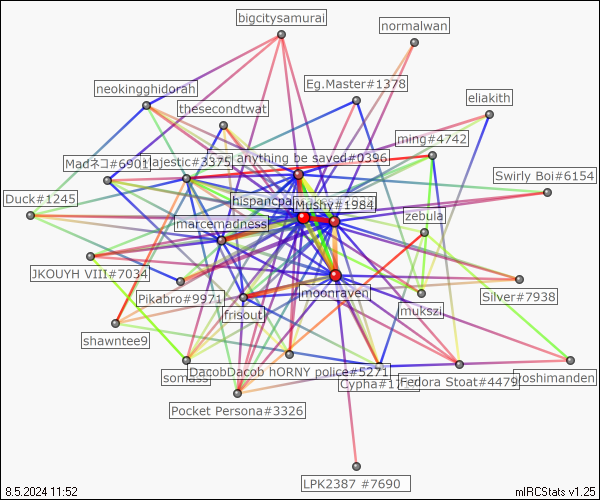 bigcitysamurai
normalwan
Eg.Master#1378
neokingghidorah
eliakith
thesecondtwat
ming#4742
anything be saved#0396
Madネコ#6901
ajestic#3375
Swirly Boi#6154
Duck#1245
hispancpa
Mushy#1984
zebula
marcemadness
JKOUYH VIII#7034
Pikabro#9971
moonraven
Silver#7938
mukszi
frisout
shawntee9
somass
DacobDacob hORNY police#5271
Cypha#17
Fedora Stoat#4479
yoshimanden
Pocket Persona#3326
LPK2387 #7690
8.5.2024 11:52
mIRCStats v1.25